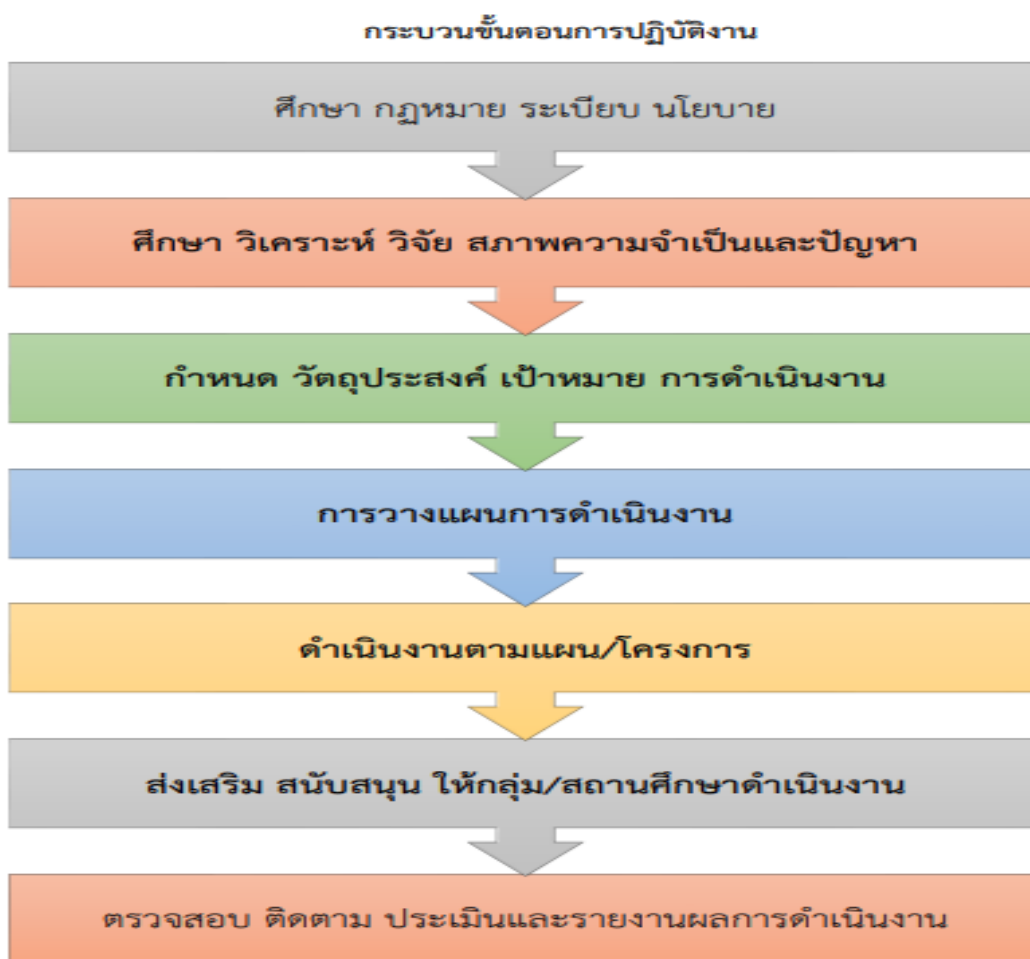 กระบวนขั้นตอนการปฏิบัติงาน
ศึกษา กฎหมาย ระเบียบ นโยบาย
ศึกษา วิเคราะห์ วิจัย สภาพความจำเป็นและปัญหา
กำหนด วัตถุประสงค์ เป้าหมาย การดำเนินงาน
การวางแผนการดำเนินงาน
ดำเนินงานตามแผน/โครงการ
ส่งเสริม สนับสนุน ให้กลุ่ม/สถานศึกษาดำเนินงาน
ตรวจสอบ ติดตาม ประเมินและรายงานผลการดำเนินงาน